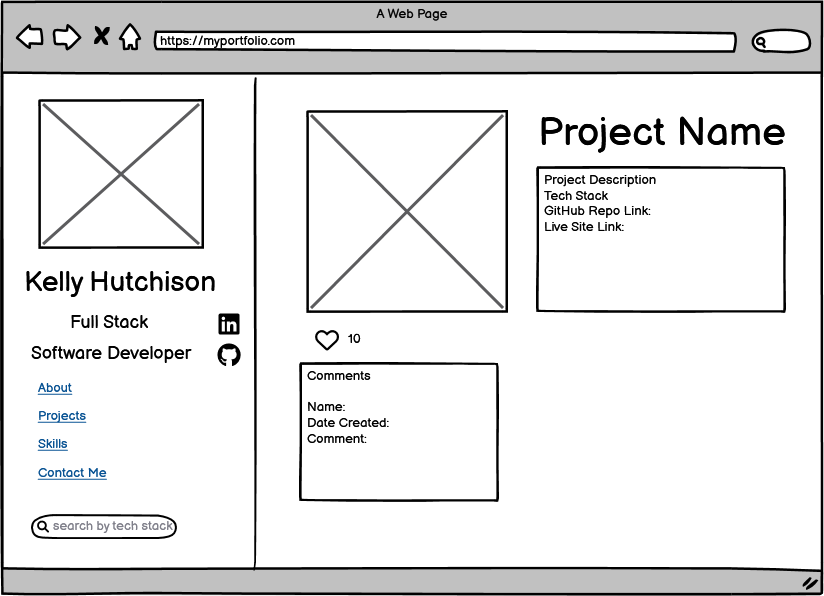 A Web Page
https://myportfolio.com
Kelly Hutchison
Full Stack
Software Developer
in
About
Projects
Skills
Contact Me
search by tech stack
Project Name
Project Description
Tech Stack
GitHub Repo Link:
Live Site Link:
10
Comments
Name:
Date Created:
Comment: